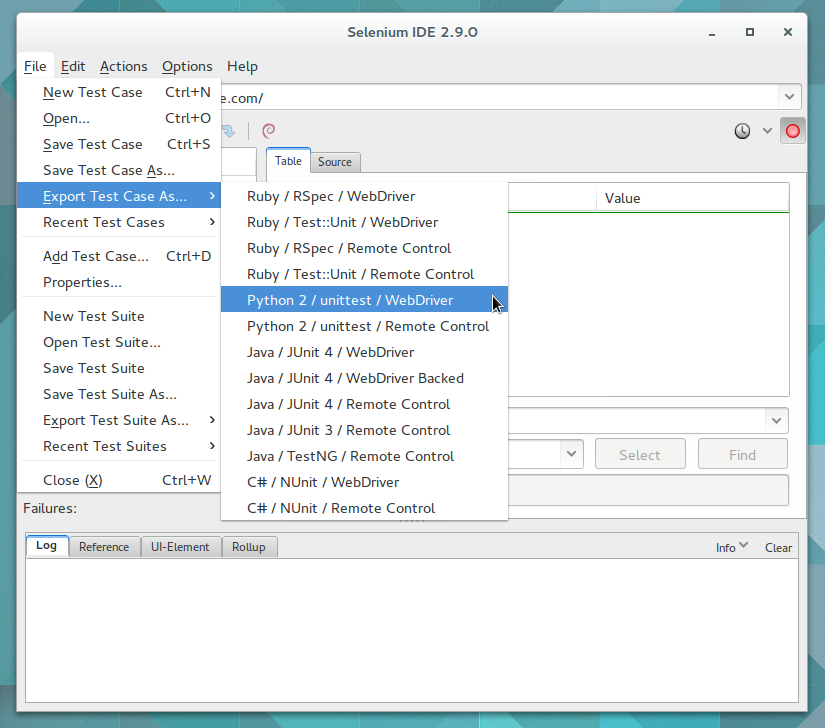 Selenium IDE 2.9.0
File Edit Actions Options Help
New Test Case Ctrl+N
Open... Ctrl+O
Save Test Case Ctrl+S
Save Test Case As...
Export Test Case As...
Recent Test Cases
Add Test Case... Ctrl+D
Properties...
New Test Suite
Open Test Suite...
Save Test Suite
Save Test Suite As...
Export Test Suite As...
Recent Test Suites
Close (X) Ctrl+W
e.com/
Table Source
Value
Ruby / RSpec / WebDriver
Ruby / Test::Unit / WebDriver
Ruby / RSpec / Remote Control
Ruby / Test::Unit / Remote Control
Python 2 / unittest / WebDriver
Python 2 / unittest / Remote Control
Java / JUnit 4 / WebDriver
Java / JUnit 4 / WebDriver Backed
Java / JUnit 4 / Remote Control
Java / JUnit 3 / Remote Control
Java / TestNG / Remote Control
C# / NUnit / WebDriver
C# / NUnit / Remote Control
Select Find
Failures:
Log Reference UI-Element Rollup Info Clear